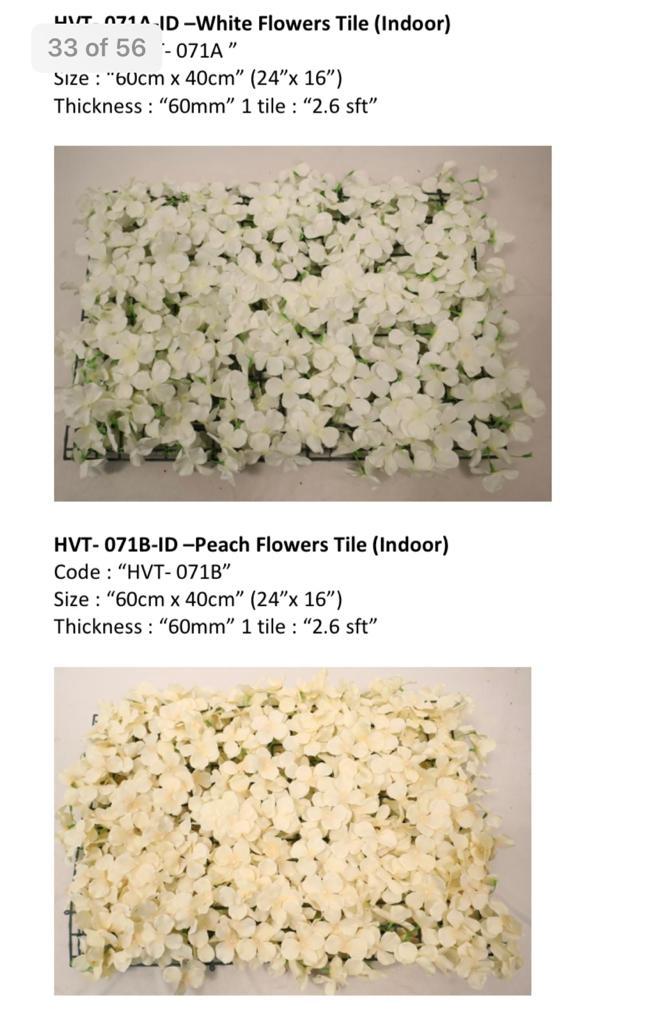 HVT- 071A-ID –White Flowers Tile (Indoor)
33 of 56
- 071A ”
Size : “60cm x 40cm” (24”x 16”)
Thickness : “60mm” 1 tile : “2.6 sft”
HVT- 071B-ID –Peach Flowers Tile (Indoor)
Code : “HVT- 071B”
Size : “60cm x 40cm” (24”x 16”)
Thickness : “60mm” 1 tile : “2.6 sft”